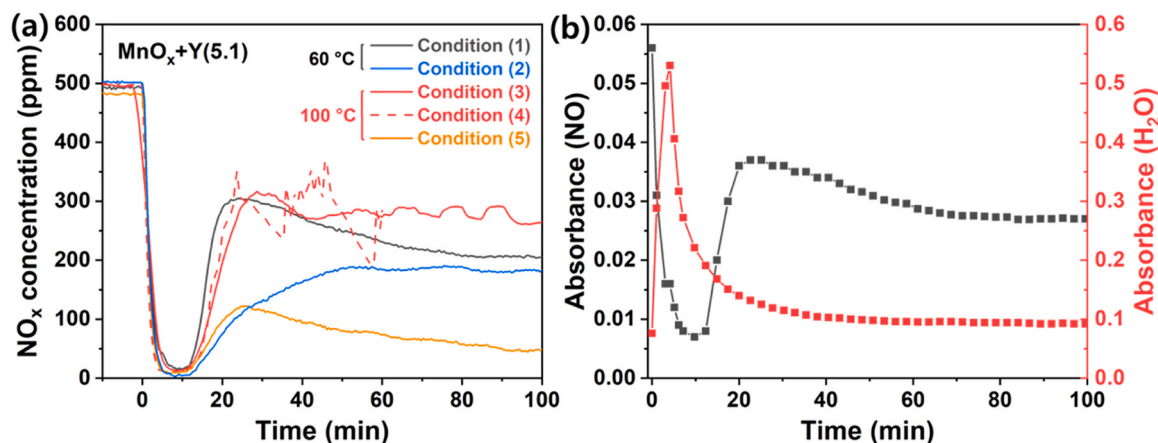 (a)
MnOx+Y(5.1)
60 °C
Condition (1)
Condition (2)
100 °C
Condition (3)
Condition (4)
Condition (5)
NOx concentration (ppm)
600
500
400
300
200
100
0
0 20 40 60 80 100
Time (min)
(b)
Absorbance (NO)
0.06
0.05
0.04
0.03
0.02
0.01
0.00
0 20 40 60 80 100
Time (min)
0.6
0.5
0.4
0.3
0.2
0.1
0.0
Absorbance (H2O)